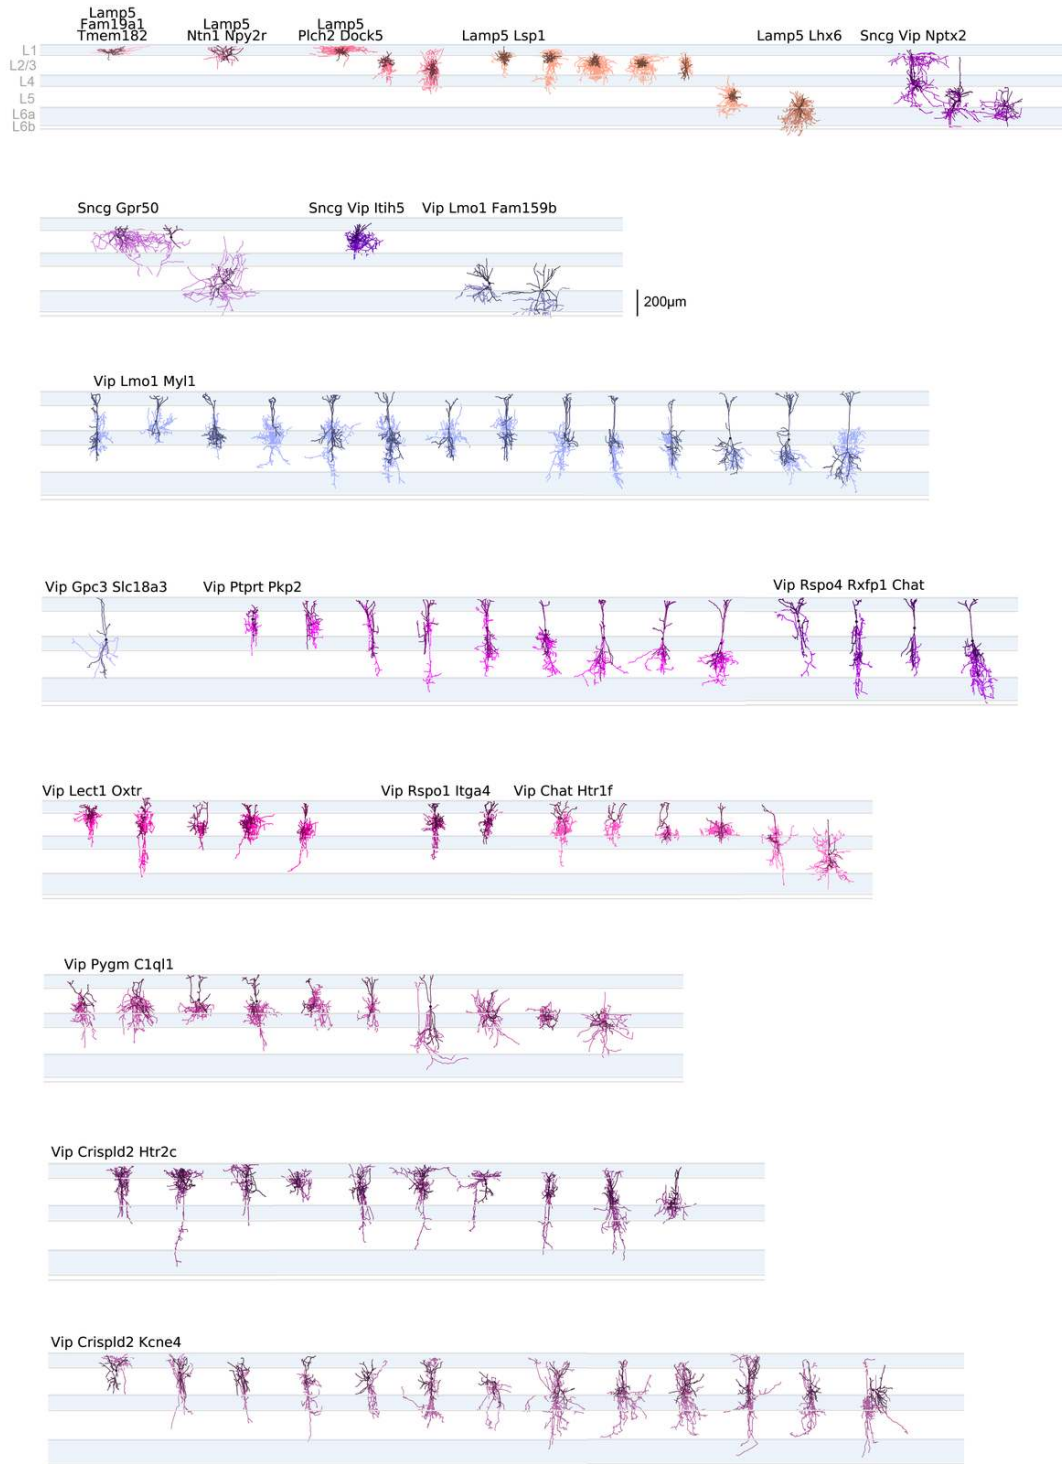 Lamp5
Fam19a1
Tmem182
Lamp5
Ntn1 Npy2r
Lamp5
Plch2 Dock5
Lamp5 Lsp1
Lamp5 Lhx6
Sncg Vip Nptx2
L1
L2/3
L4
L5
L6a
L6b
Sncg Gpr50
Sncg Vip Itih5
Vip Lmo1 Fam159b
200µm
Vip Lmo1 Myl1
Vip Gpc3 Slc18a3
Vip Ptprt Pkp2
Vip Rspo4 Rxfp1 Chat
Vip Lect1 Oxtr
Vip Rspo1 Itga4
Vip Chat Htr1f
Vip Pygm C1ql1
Vip Crispld2 Htr2c
Vip Crispld2 Kcne4